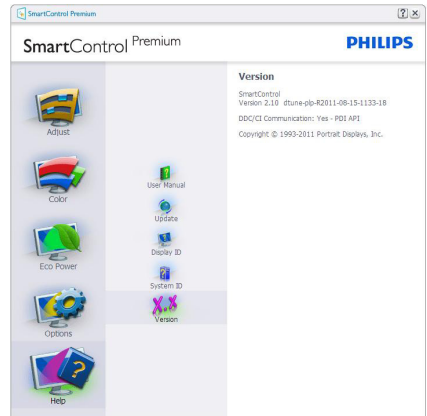 SmartControl Premium
SmartControl Premium
PHILIPS
Adjust
Color
Eco Power
Options
Help
User Manual
Update
Display ID
System ID
X.X
Version
Version
SmartControl
Version 2.10 dtune-plp-R2011-08-15-1133-18
DDC/CI Communication: Yes - PDI API
Copyright © 1993-2011 Portrait Displays, Inc.